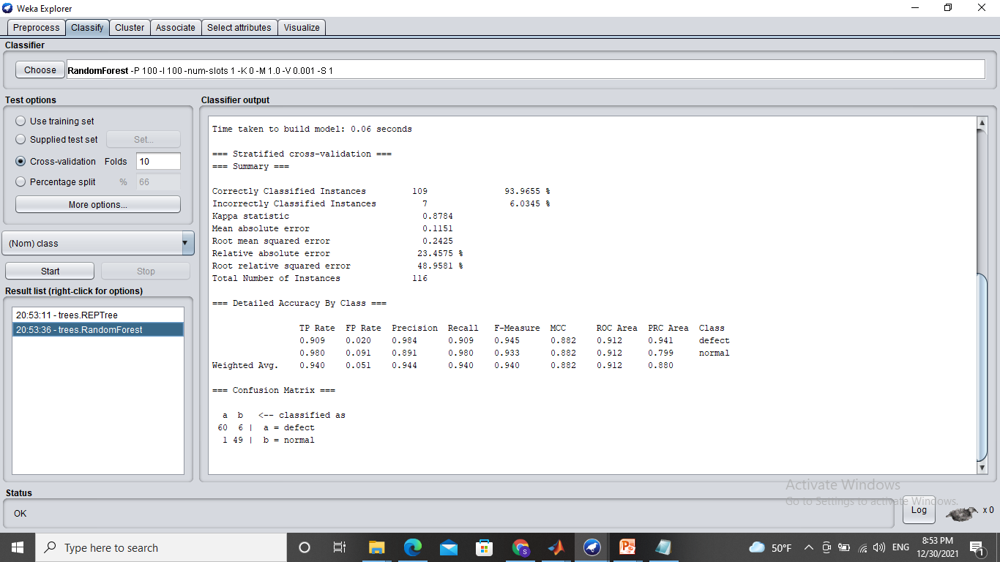 Weka Explorer
Preprocess Classify Cluster Associate Select attributes Visualize
Classifier
Choose RandomForest -P 100 -I 100 -num-slots 1 -K 0 -M 1.0 -V 0.001 -S 1
Test options
Use training set
Supplied test set Set...
Cross-validation Folds 10
Percentage split % 66
More options...
(Nom) class
Start Stop
Result list (right-click for options)
20:53:11 - trees.REPTree
20:53:36 - trees.RandomForest
Classifier output
Time taken to build model: 0.06 seconds
=== Stratified cross-validation ===
=== Summary ===
Correctly Classified Instances 109 93.9655 %
Incorrectly Classified Instances 7 6.0345 %
Kappa statistic 0.8784
Mean absolute error 0.1151
Root mean squared error 0.2425
Relative absolute error 23.4575 %
Root relative squared error 48.9581 %
Total Number of Instances 116
=== Detailed Accuracy By Class ===
TP Rate FP Rate Precision Recall F-Measure MCC ROC Area PRC Area Class
0.909 0.020 0.984 0.909 0.945 0.882 0.912 0.941 defect
0.980 0.091 0.891 0.980 0.933 0.882 0.912 0.799 normal
Weighted Avg. 0.940 0.051 0.944 0.940 0.940 0.882 0.912 0.880
=== Confusion Matrix ===
a b <-- classified as
60 6 | a = defect
1 49 | b = normal
Status
OK
Activate Windows
Go to Settings to activate Windows.
Log x 0
Type here to search
50°F
ENG
8:53 PM
12/30/2021
1